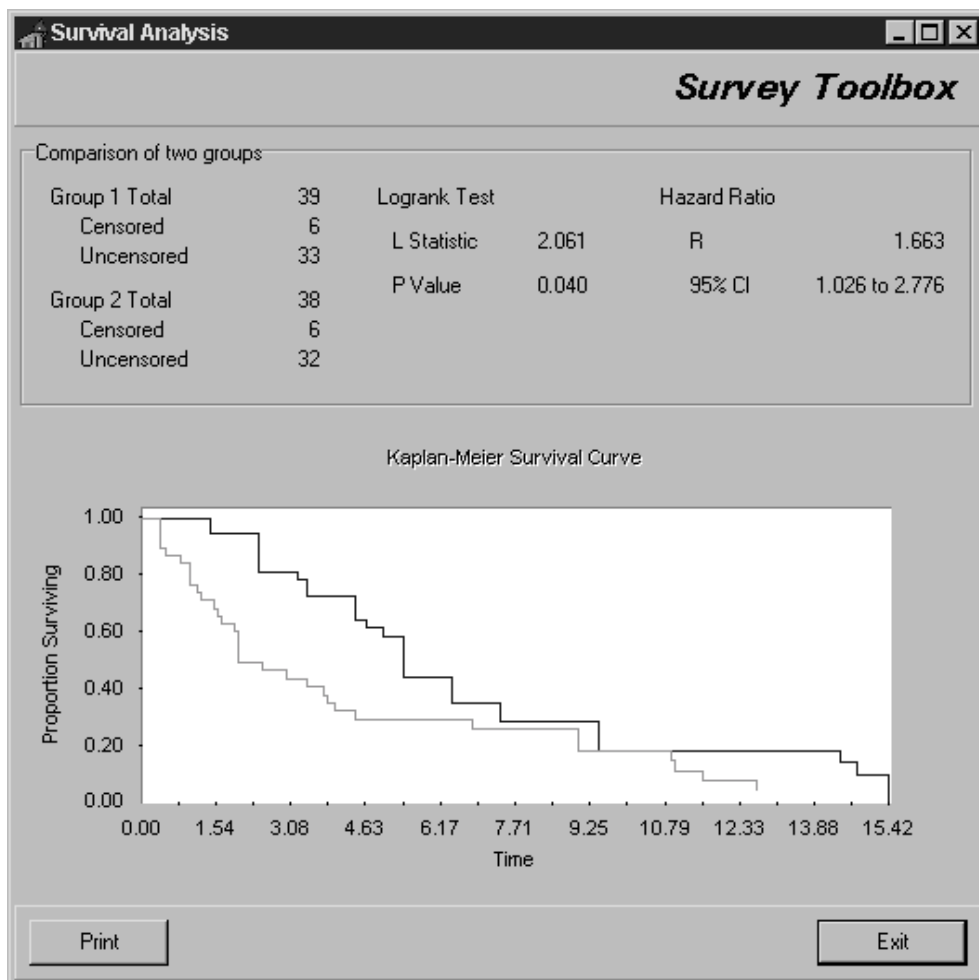 Survival Analysis
Survey Toolbox
Comparison of two groups
Group 1 Total 39
Censored 6
Uncensored 33
Group 2 Total 38
Censored 6
Uncensored 32
Logrank Test
L Statistic 2.061
P Value 0.040
Hazard Ratio
R 1.663
95% CI 1.026 to 2.776
Kaplan-Meier Survival Curve
Proportion Surviving
1.00
0.80
0.60
0.40
0.20
0.00
0.00 1.54 3.08 4.63 6.17 7.71 9.25 10.79 12.33 13.88 15.42
Time
Print
Exit